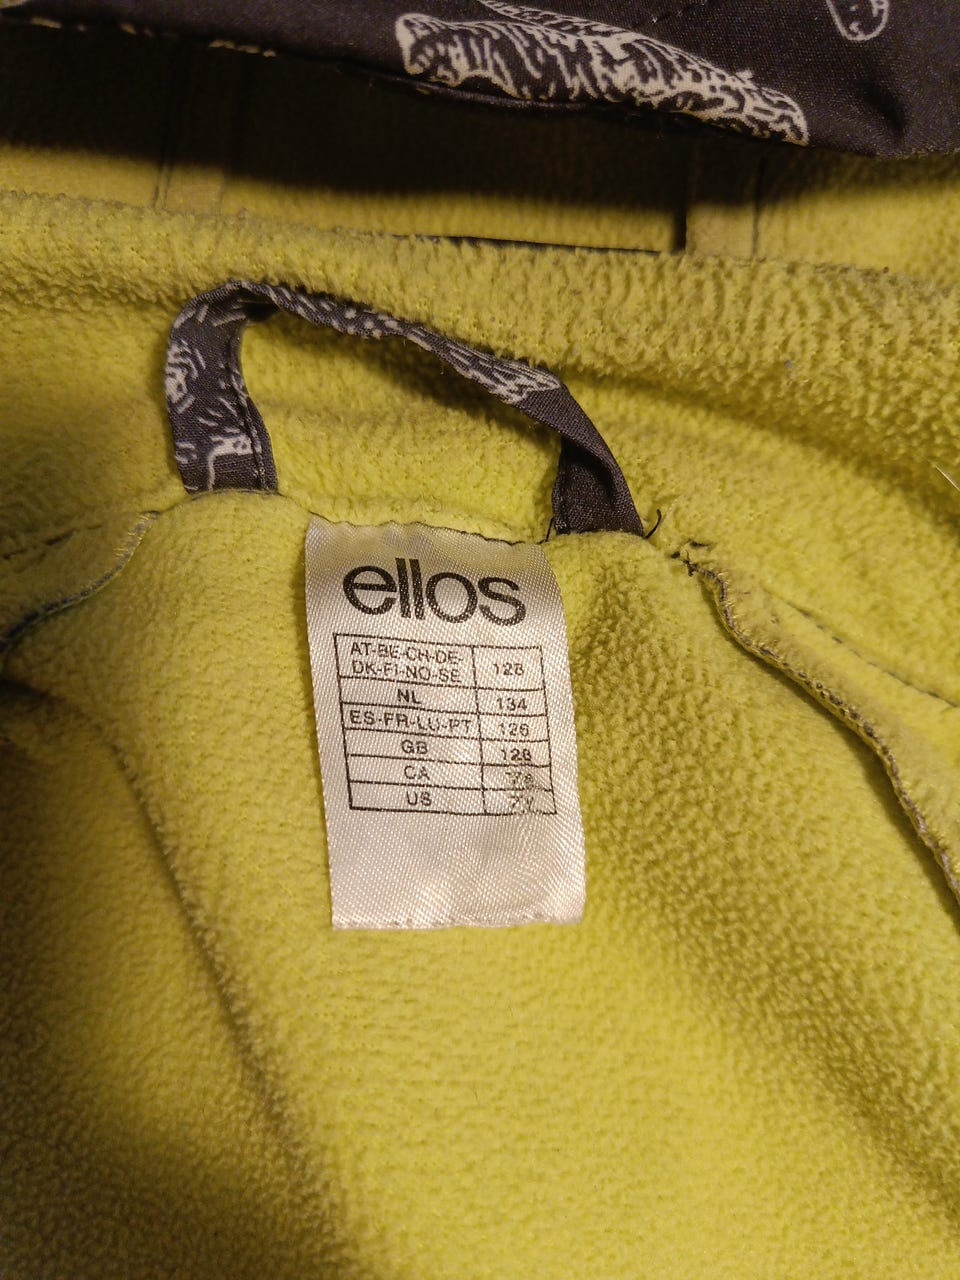 ellos
AT-BE-CH-DE-
DK-FI-NO-SE 128
NL 134
ES-FR-LU-PT 126
GB 128
CA
US